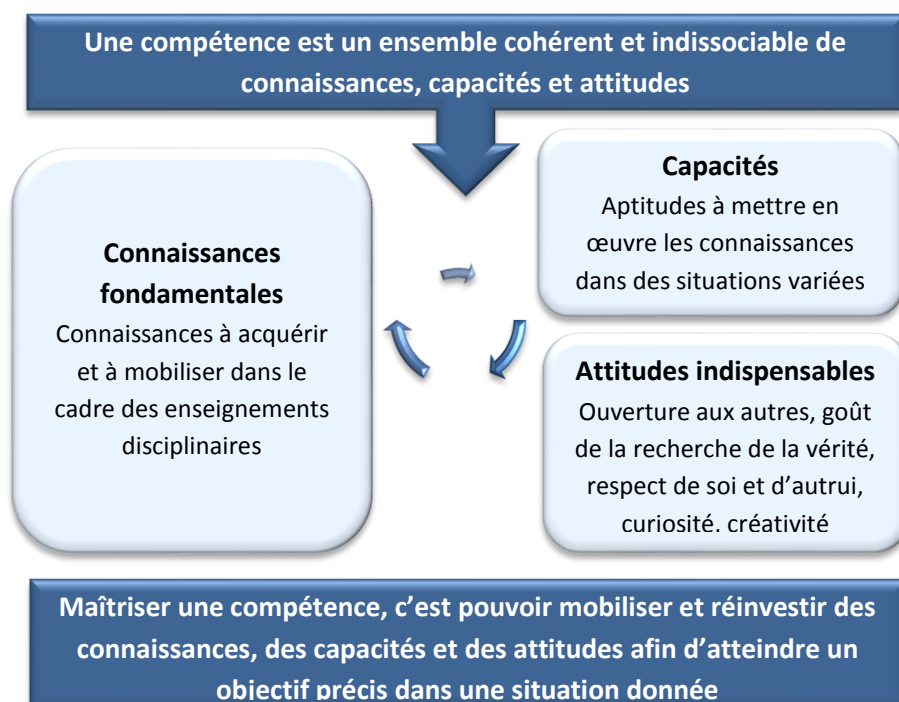 Une compétence est un ensemble cohérent et indissociable de
connaissances, capacités et attitudes
Connaissances
fondamentales
Connaissances à acquérir
et à mobiliser dans le
cadre des enseignements
disciplinaires
Capacités
Aptitudes à mettre en
œuvre les connaissances
dans des situations variées
Attitudes indispensables
Ouverture aux autres, goût
de la recherche de la vérité,
respect de soi et d'autrui,
curiosité, créativité
Maîtriser une compétence, c'est pouvoir mobiliser et réinvestir des
connaissances, des capacités et des attitudes afin d'atteindre un
objectif précis dans une situation donnée